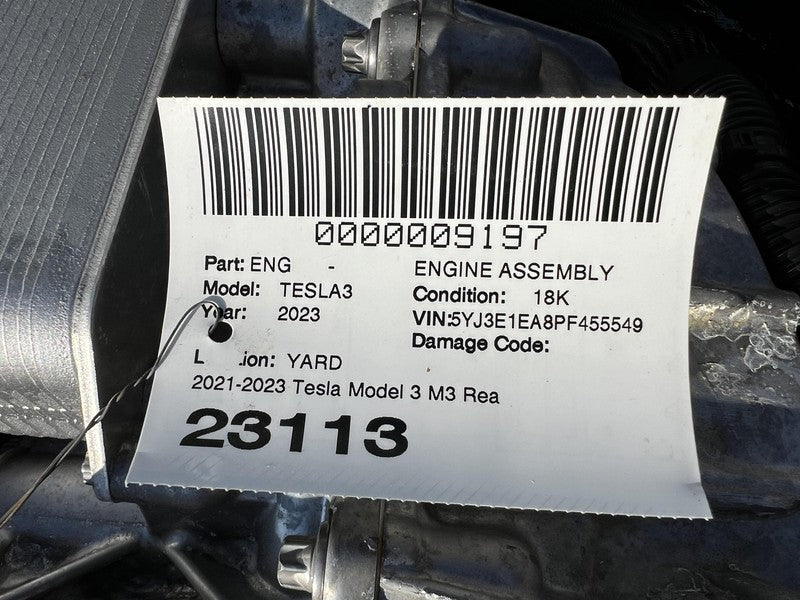 0000009197
Part: ENG - ENGINE ASSEMBLY
Model: TESLA3 Condition: 18K
Year: 2023 VIN:5YJ3E1EA8PF455549
Damage Code:
L ion: YARD
2021-2023 Tesla Model 3 M3 Rea
23113